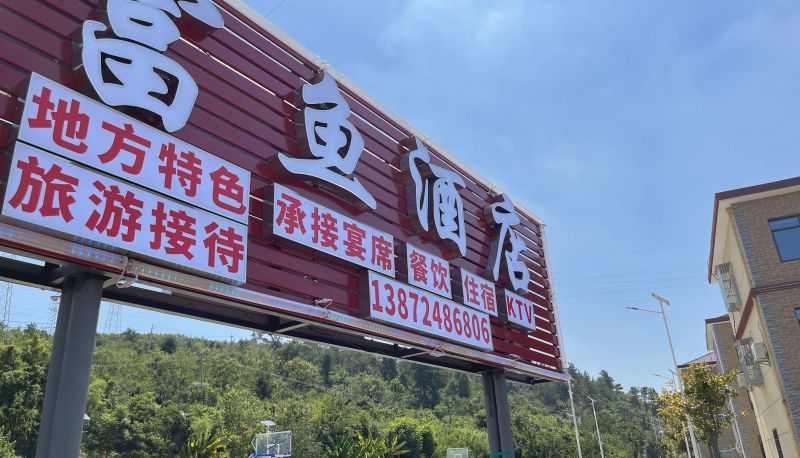 富鱼酒店
地方特色
旅游接待
承接宴席 餐饮 住宿 KTV
13872486806